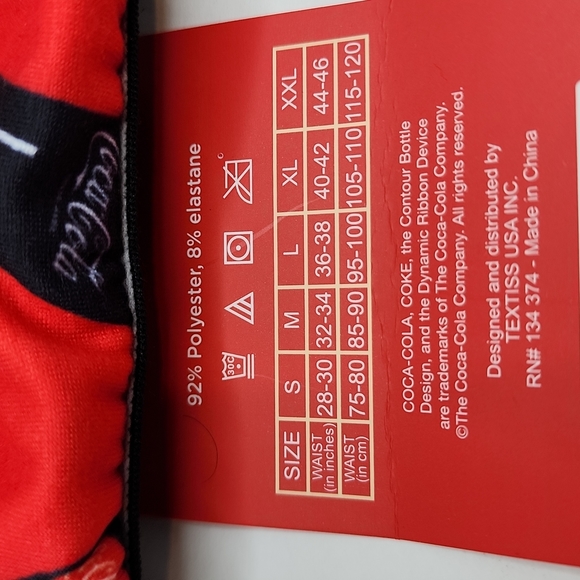 Coca-Cola
92% Polyester, 8% elastane
30C
SIZE S M L XL XXL
WAIST (in inches) 28-30 32-34 36-38 40-42 44-46
WAIST (in cm) 75-80 85-90 95-100 105-110 115-120
COCA-COLA, COKE, the Contour Bottle
Design, and the Dynamic Ribbon Device
are trademarks of The Coca-Cola Company,
©The Coca-Cola Company. All rights reserved.
Designed and distributed by
TEXTISS USA INC.
RN# 134 374 - Made in China